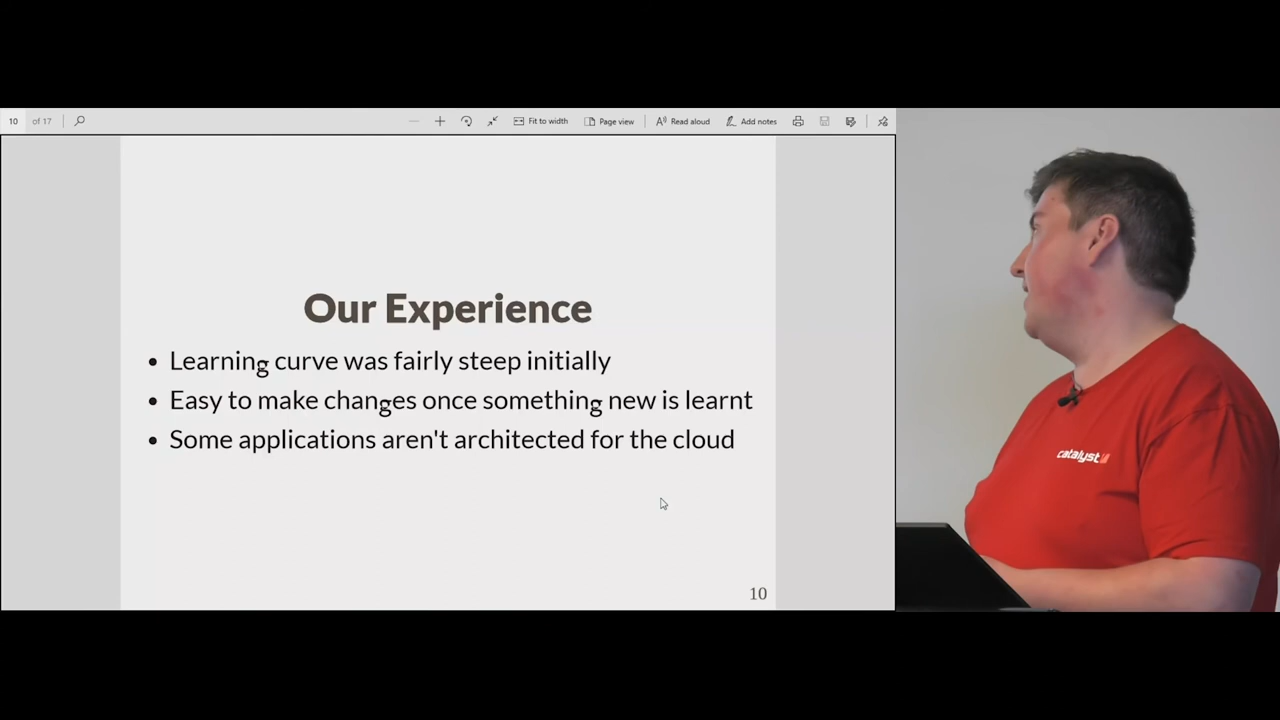 10 of 17 Fit to width Page view Read aloud Add notes
Our Experience
Learning curve was fairly steep initially
Easy to make changes once something new is learnt
Some applications aren't architected for the cloud
10
catalyst